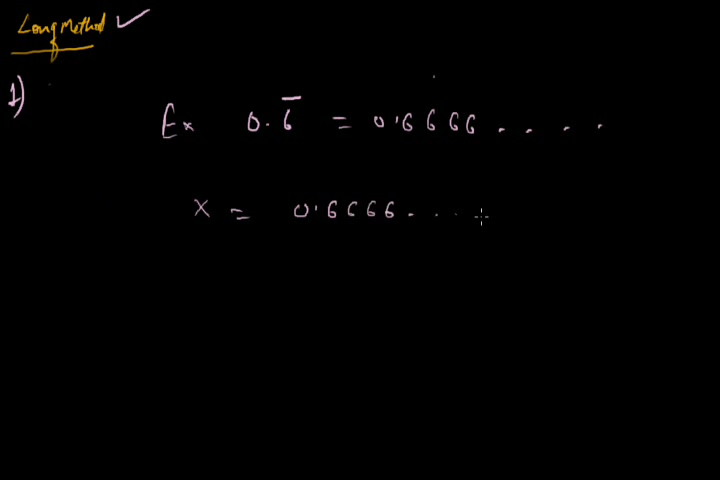 Long Method ✓
1)
Ex 0.6̅ = 0.6666....
x = 0.6666....